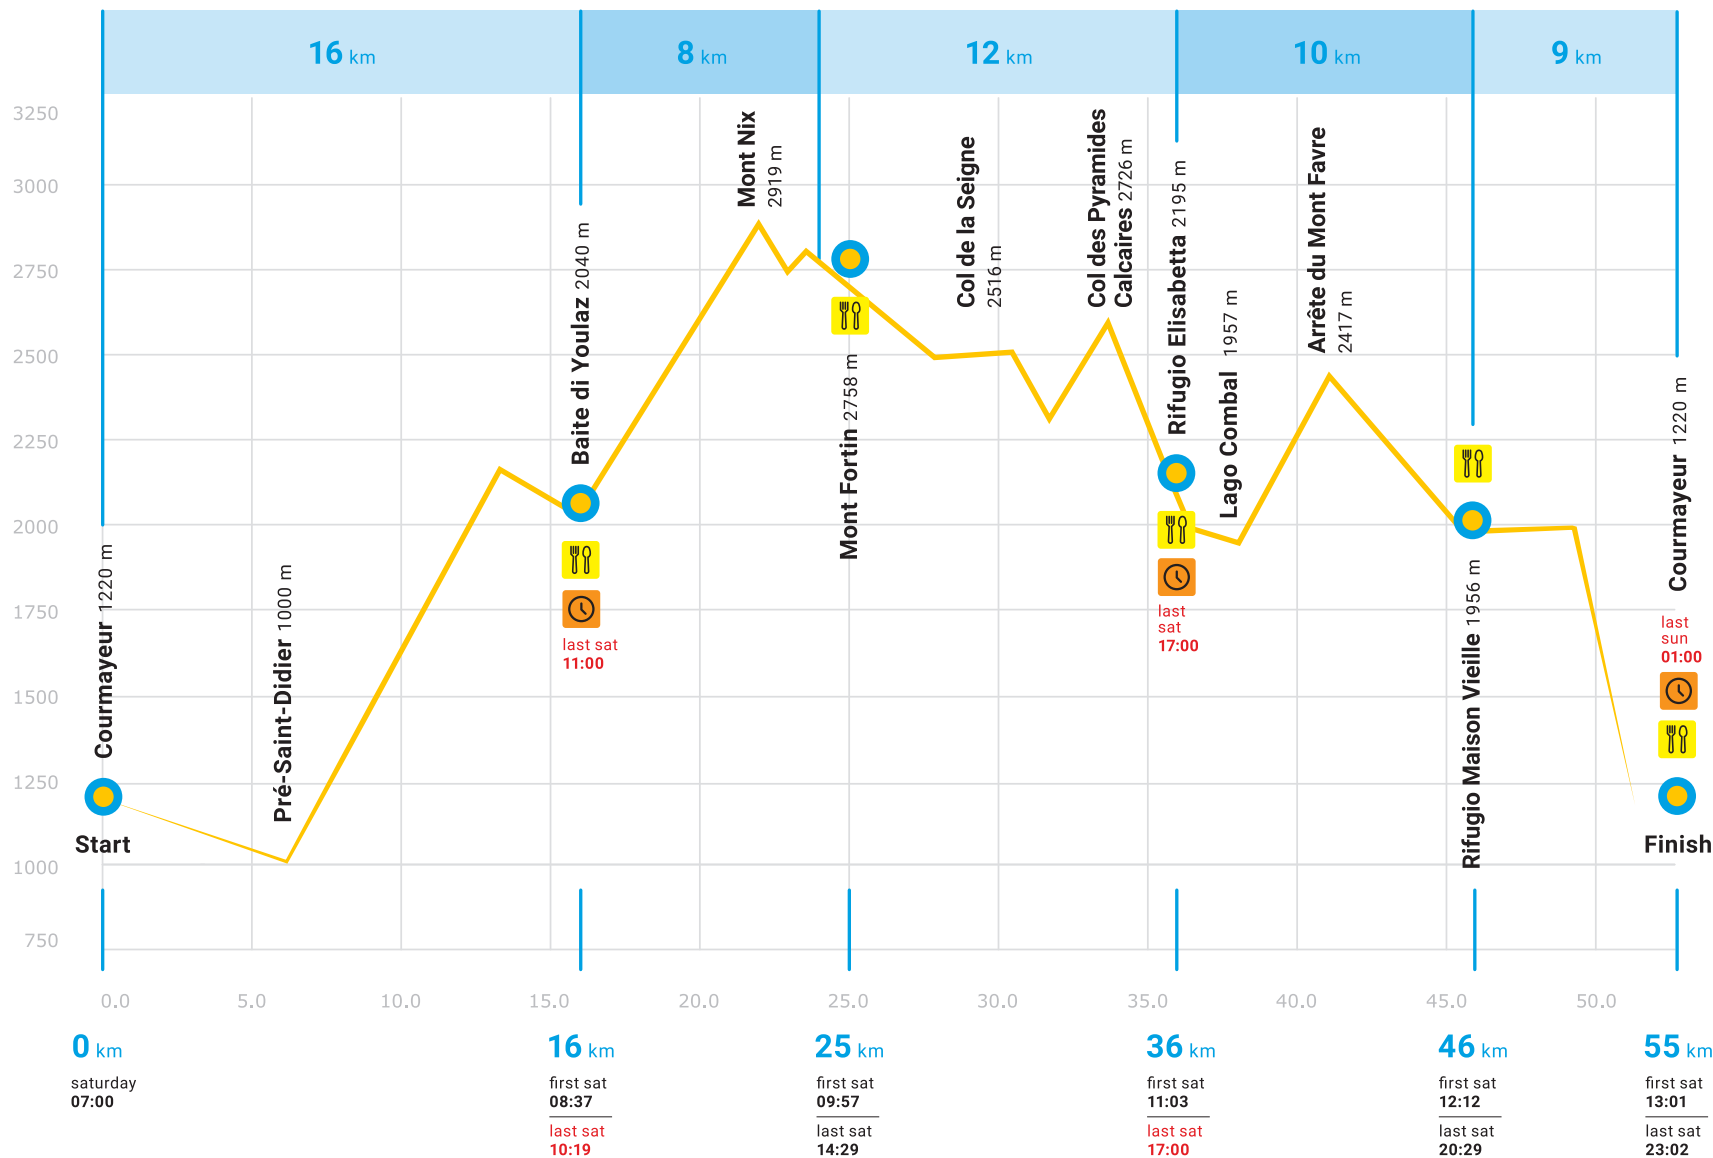 16 km
8 km
12 km
10 km
9 km
3250
3000
2750
2500
2250
2000
1750
1500
1250
1000
750
Courmayeur 1220 m
Start
Pré-Saint-Didier 1000 m
Baite di Youlaz 2040 m
last sat
11:00
Mont Nix
2919 m
Mont Fortin 2758 m
Col de la Seigne
2516 m
Col des Pyramides
Calcaires 2726 m
Rifugio Elisabetta 2195 m
last
sat
17:00
Lago Combal 1957 m
Arrête du Mont Favre
2417 m
Rifugio Maison Vieille 1956 m
Courmayeur 1220 m
last
sun
01:00
Finish
0.0
5.0
10.0
15.0
20.0
25.0
30.0
35.0
40.0
45.0
50.0
0 km
saturday
07:00
16 km
first sat
08:37
last sat
10:19
25 km
first sat
09:57
last sat
14:29
36 km
first sat
11:03
last sat
17:00
46 km
first sat
12:12
last sat
20:29
55 km
first sat
13:01
last sat
23:02